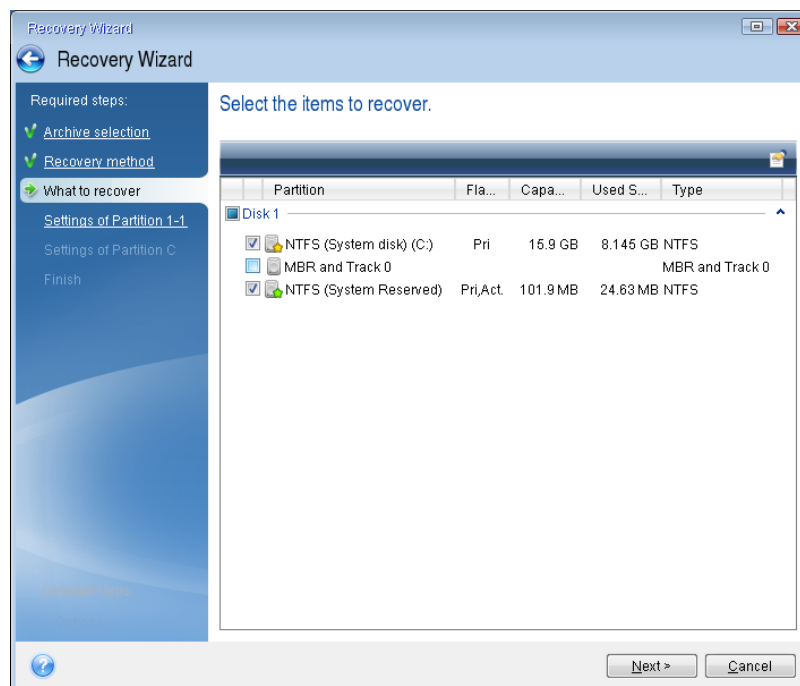 Recovery Wizard
Recovery Wizard
Required steps:
Archive selection
Recovery method
What to recover
Settings of Partition 1-1
Settings of Partition C
Finish
Select the items to recover.
Partition Fla... Capa... Used S... Type
Disk 1
NTFS (System disk) (C:) Pri 15.9 GB 8.145 GB NTFS
MBR and Track 0 MBR and Track 0
NTFS (System Reserved) Pri,Act. 101.9 MB 24.63 MB NTFS
Next >
Cancel